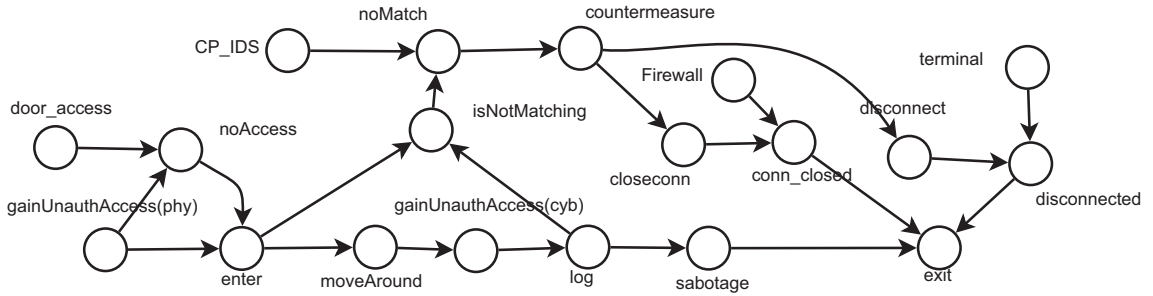 noMatch
countermeasure
CP_IDS
terminal
Firewall
door_access
disconnect
isNotMatching
noAccess
closeconn
conn_closed
disconnected
gainUnauthAccess(phy)
gainUnauthAccess(cyb)
enter
moveAround
log
sabotage
exit